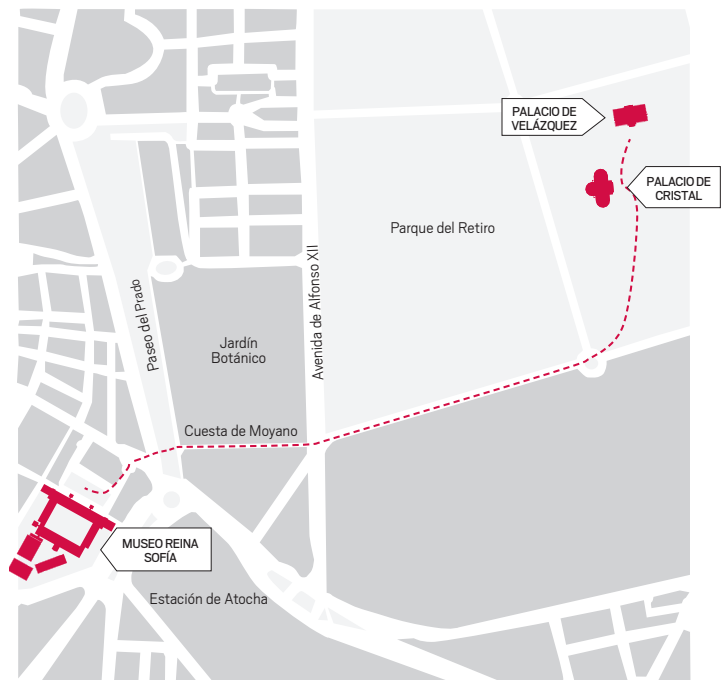 PALACIO DE
VELÁZQUEZ
PALACIO DE
CRISTAL
Parque del Retiro
Avenida de Alfonso XII
Paseo del Prado
Jardín
Botánico
Cuesta de Moyano
MUSEO REINA
SOFÍA
Estación de Atocha